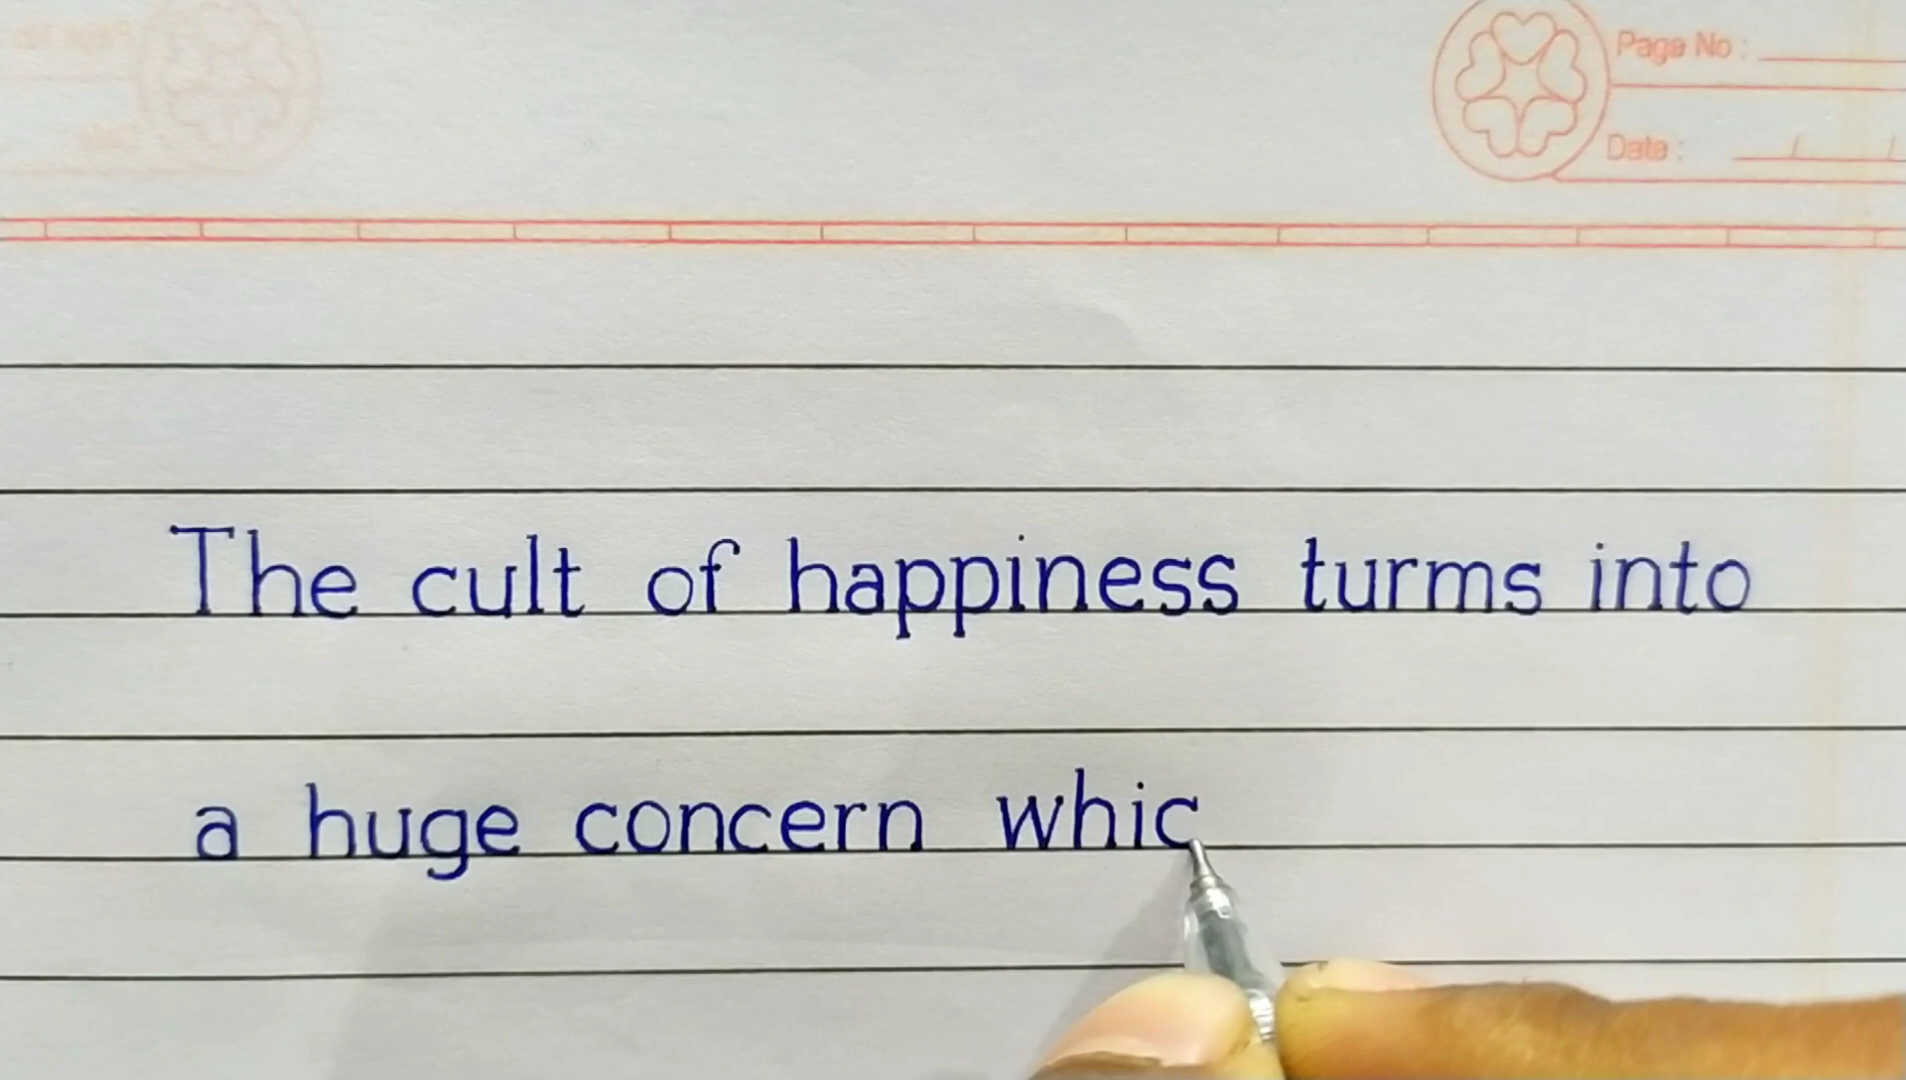 Page No :
Date :
The cult of happiness turms into
a huge concern whic